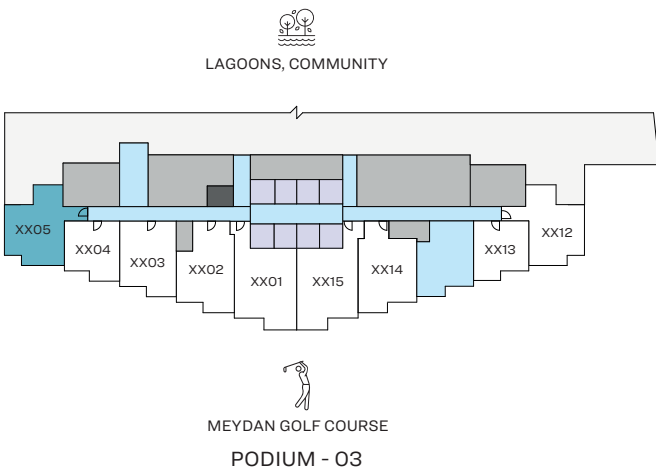 LAGOONS, COMMUNITY
XX05
XX04
XX03
XX02
XX01
XX15
XX14
XX13
XX12
MEYDAN GOLF COURSE
PODIUM - 03